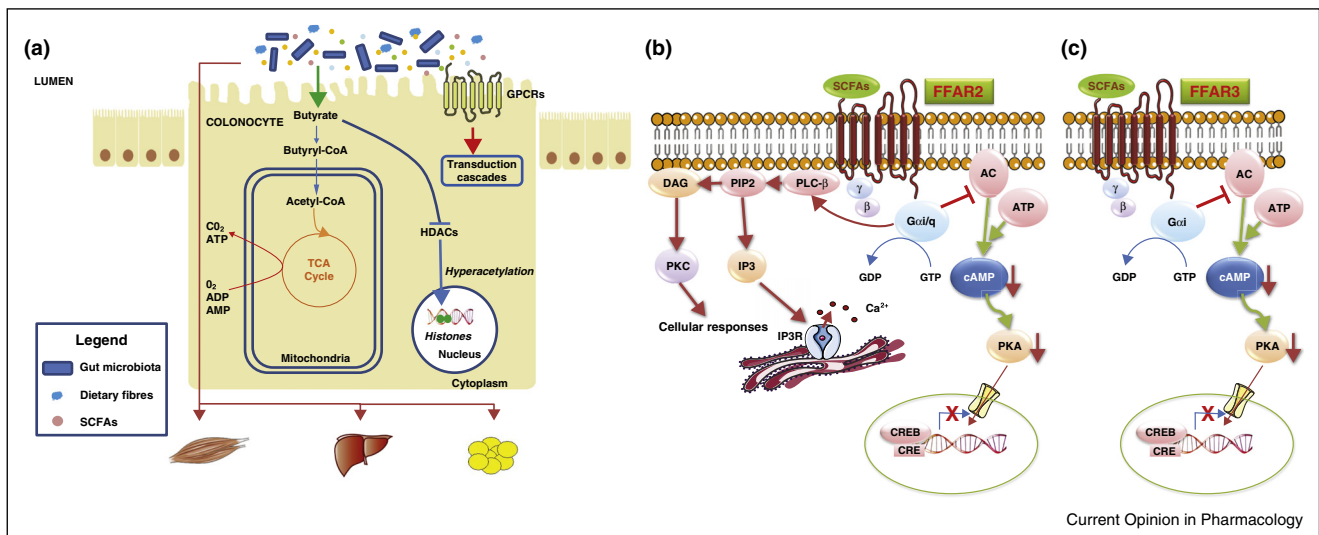 (a)
LUMEN
GPCRs
COLONOCYTE
Butyrate
Butyryl-CoA
Transduction
cascades
Acetyl-CoA
C0₂
ATP
HDACs
TCA
Cycle
Hyperacetylation
0₂
ADP
AMP
Histones
Nucleus
Mitochondria
Cytoplasm
Legend
Gut microbiota
Dietary fibres
SCFAs
(b)
SCFAs
FFAR2
DAG
PIP2
PLC-β
γ
β
AC
ATP
Gαi/q
PKC
IP3
GDP
GTP
cAMP
Ca²⁺
Cellular responses
IP3R
PKA
X
CREB
CRE
(c)
SCFAs
FFAR3
γ
β
AC
ATP
Gαi
GDP
GTP
cAMP
PKA
X
CREB
CRE
Current Opinion in Pharmacology